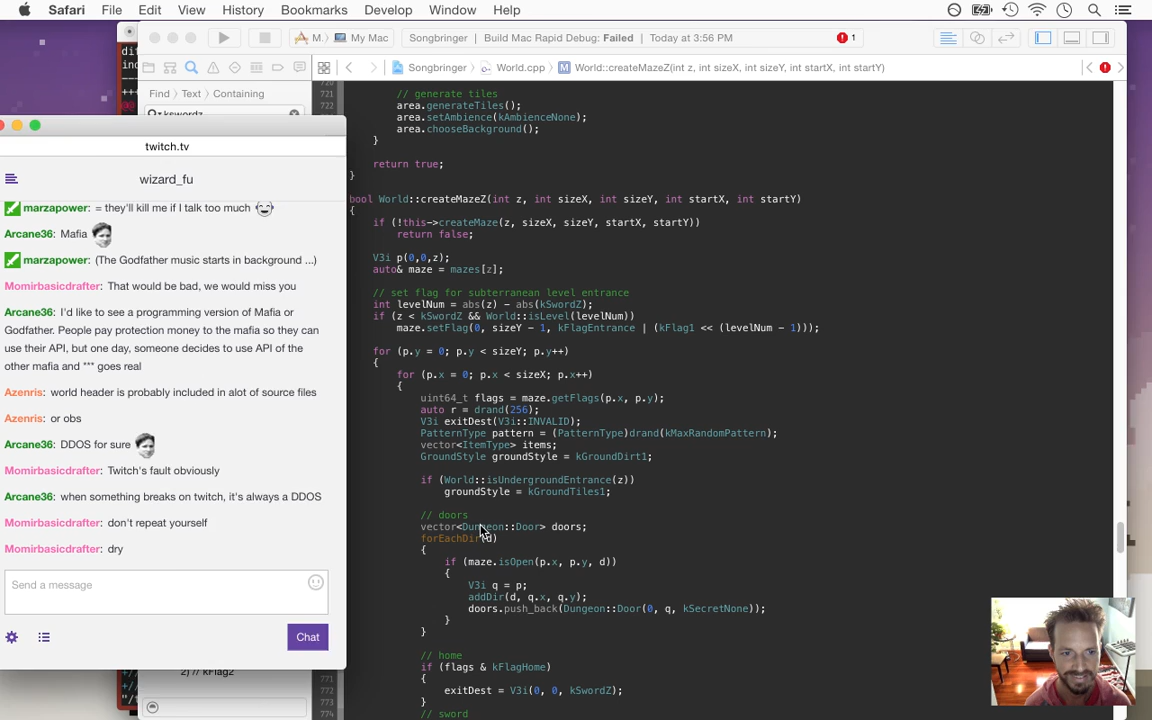 Safari File Edit View History Bookmarks Develop Window Help
M. 〉 My Mac
Songbringer | Build Mac Rapid Debug: Failed | Today at 3:56 PM
1
Songbringer 〉 World.cpp 〉 M World::createMazeZ(int z, int sizeX, int sizeY, int startX, int startY)
Find 〉 Text 〉 Containing
kswordz
twitch.tv
wizard_fu
marzapower: = they'll kill me if I talk too much
Arcane36: Mafia
marzapower: (The Godfather music starts in background ...)
Momirbasicdrafter: That would be bad, we would miss you
Arcane36: I'd like to see a programming version of Mafia or
Godfather. People pay protection money to the mafia so they can
use their API, but one day, someone decides to use API of the
other mafia and *** goes real
Azenris: world header is probably included in alot of source files
Azenris: or obs
Arcane36: DDOS for sure
Momirbasicdrafter: Twitch's fault obviously
Arcane36: when something breaks on twitch, it's always a DDOS
Momirbasicdrafter: don't repeat yourself
Momirbasicdrafter: dry
Send a message
Chat
2) // kFlag2
721 // generate tiles
722 area.generateTiles();
area.setAmbience(kAmbienceNone);
area.chooseBackground();
}
return true;
}
bool World::createMazeZ(int z, int sizeX, int sizeY, int startX, int startY)
{
if (!this->createMaze(z, sizeX, sizeY, startX, startY))
return false;
V3i p(0,0,z);
auto& maze = mazes[z];
// set flag for subterranean level entrance
int levelNum = abs(z) - abs(kSwordZ);
if (z < kSwordZ && World::isLevel(levelNum))
maze.setFlag(0, sizeY - 1, kFlagEntrance | (kFlag1 << (levelNum - 1)));
for (p.y = 0; p.y < sizeY; p.y++)
{
for (p.x = 0; p.x < sizeX; p.x++)
{
uint64_t flags = maze.getFlags(p.x, p.y);
auto r = drand(256);
V3i exitDest(V3i::INVALID);
PatternType pattern = (PatternType)drand(kMaxRandomPattern);
vector<ItemType> items;
GroundStyle groundStyle = kGroundDirt1;
if (World::isUndergroundEntrance(z))
groundStyle = kGroundTiles1;
// doors
vector<Dungeon::Door> doors;
forEachDir(d)
{
if (maze.isOpen(p.x, p.y, d))
{
V3i q = p;
addDir(d, q.x, q.y);
doors.push_back(Dungeon::Door(0, q, kSecretNone));
}
}
// home
if (flags & kFlagHome)
771 {
772 exitDest = V3i(0, 0, kSwordZ);
773 }
774 // sword